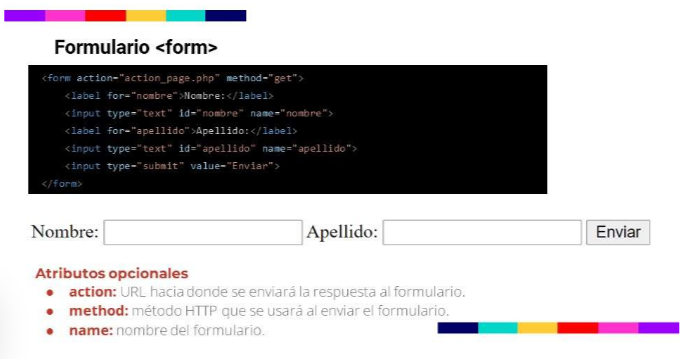 Formulario <form>
<form action="action_page.php" method="get">
<label for="nombre">Nombre:</label>
<input type="text" id="nombre" name="nombre">
<label for="apellido">Apellido:</label>
<input type="text" id="apellido" name="apellido">
<input type="submit" value="Enviar">
</form>
Nombre: Apellido: Enviar
Atributos opcionales
● action: URL hacia donde se enviará la respuesta al formulario.
● method: método HTTP que se usará al enviar el formulario.
● name: nombre del formulario.